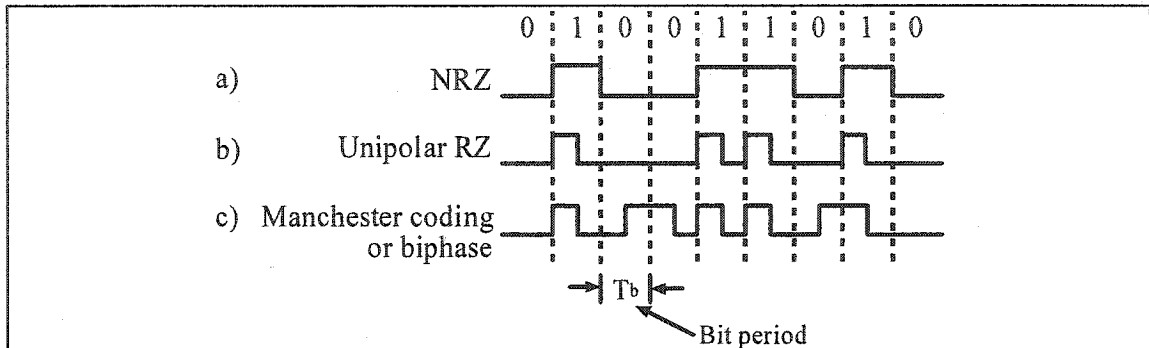 0 1 0 0 1 1 0 1 0
a) NRZ
b) Unipolar RZ
c) Manchester coding
or biphase
Tb
Bit period